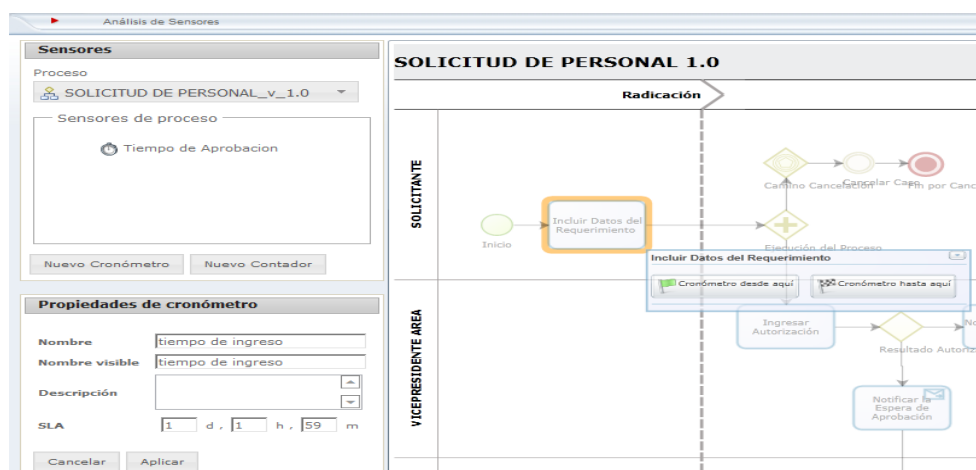 Análisis de Sensores
Sensores
Proceso
SOLICITUD DE PERSONAL_v_1.0
Sensores de proceso
Tiempo de Aprobacion
Nuevo Cronómetro
Nuevo Contador
Propiedades de cronómetro
Nombre
tiempo de ingreso
Nombre visible
tiempo de ingreso
Descripción
SLA
1 d , 1 h , 59 m
Cancelar
Aplicar
SOLICITUD DE PERSONAL 1.0
Radicación
SOLICITANTE
Inicio
Incluir Datos del
Requerimiento
Camino Cancelación
Cancelar Caso
Fin por Canc
Ejecución del Proceso
Incluir Datos del Requerimiento
Cronómetro desde aquí
Cronómetro hasta aquí
VICEPRESIDENTE AREA
Ingresar
Autorización
Resultado Autoriz
No
Notificar la
Espera de
Aprobación